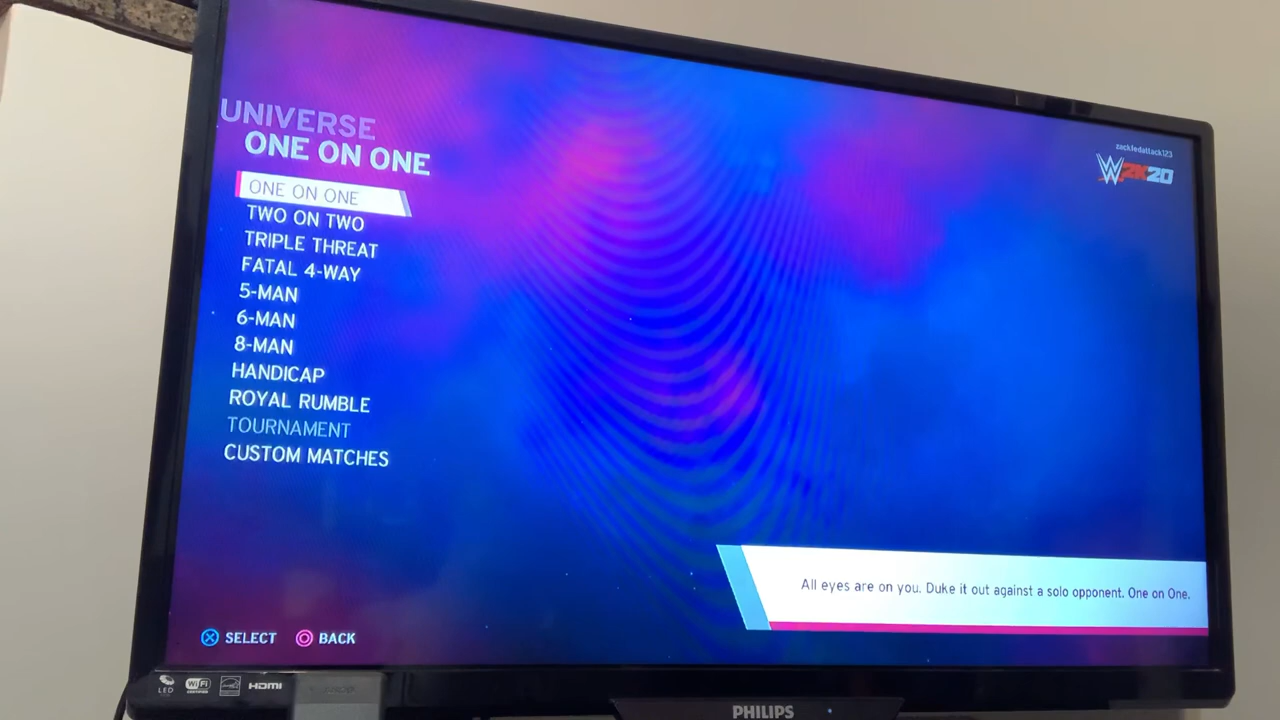 UNIVERSE
ONE ON ONE
ONE ON ONE
TWO ON TWO
TRIPLE THREAT
FATAL 4-WAY
5-MAN
6-MAN
8-MAN
HANDICAP
ROYAL RUMBLE
TOURNAMENT
CUSTOM MATCHES
zackfedattack123
W 2K20
All eyes are on you. Duke it out against a solo opponent. One on One.
SELECT BACK
LED WiFi CERTIFIED HDMI
PHILIPS